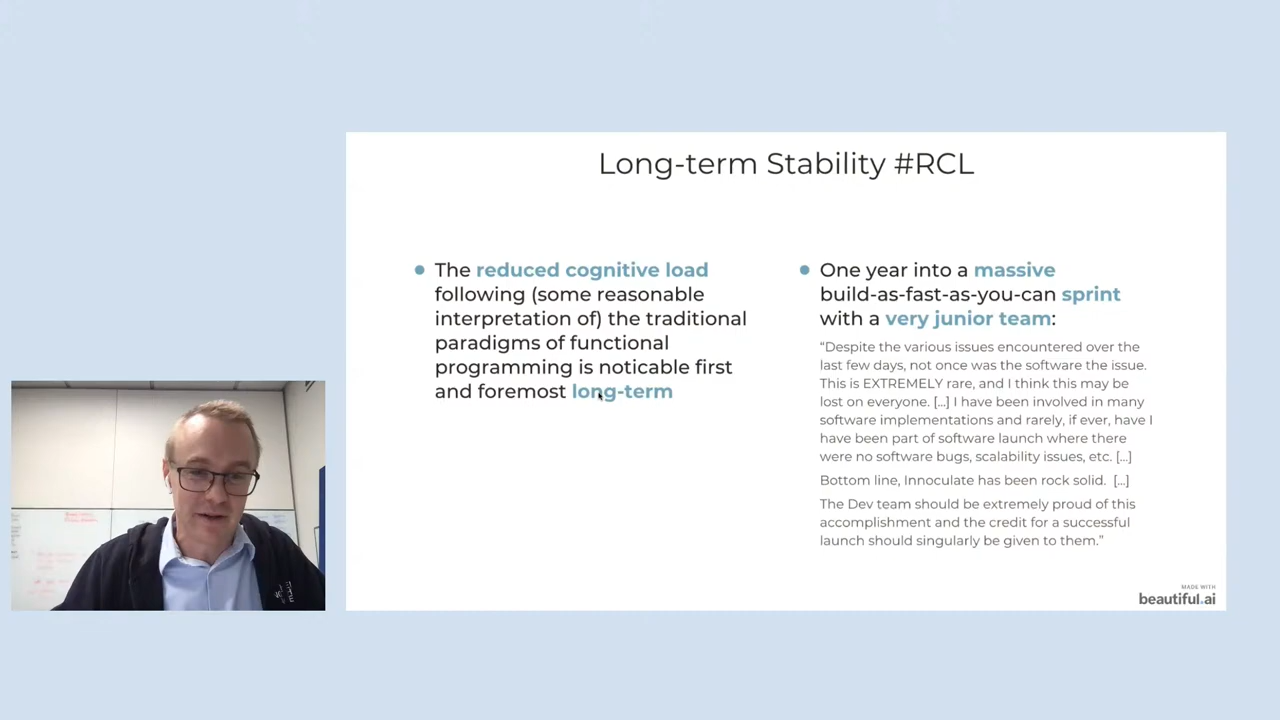 Long-term Stability #RCL
The reduced cognitive load
following (some reasonable
interpretation of) the traditional
paradigms of functional
programming is noticable first
and foremost long-term
One year into a massive
build-as-fast-as-you-can sprint
with a very junior team:
“Despite the various issues encountered over the
last few days, not once was the software the issue.
This is EXTREMELY rare, and I think this may be
lost on everyone. [...] I have been involved in many
software implementations and rarely, if ever, have I
have been part of software launch where there
were no software bugs, scalability issues, etc. [...]
Bottom line, Innoculate has been rock solid. [...]
The Dev team should be extremely proud of this
accomplishment and the credit for a successful
launch should singularly be given to them.”
MADE WITH
beautiful.ai